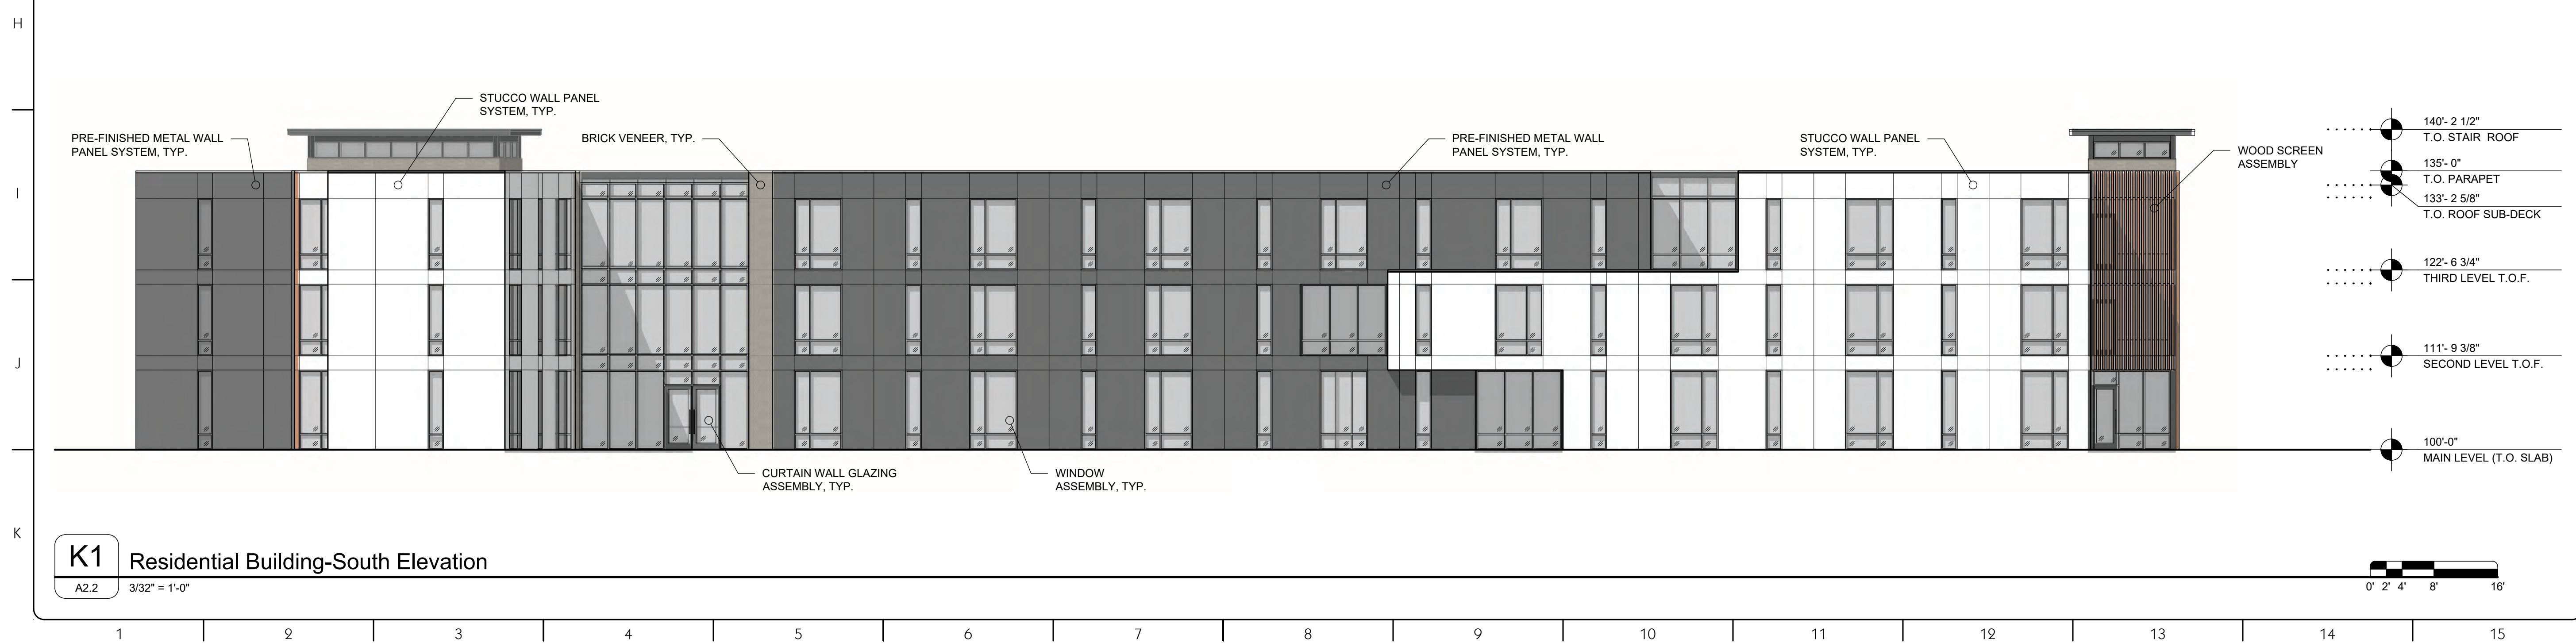 H
I
J
K
STUCCO WALL PANEL
SYSTEM, TYP.
PRE-FINISHED METAL WALL
PANEL SYSTEM, TYP.
BRICK VENEER, TYP.
PRE-FINISHED METAL WALL
PANEL SYSTEM, TYP.
STUCCO WALL PANEL
SYSTEM, TYP.
WOOD SCREEN
ASSEMBLY
140'- 2 1/2"
T.O. STAIR ROOF
135'- 0"
T.O. PARAPET
133'- 2 5/8"
T.O. ROOF SUB-DECK
122'- 6 3/4"
THIRD LEVEL T.O.F.
111'- 9 3/8"
SECOND LEVEL T.O.F.
100'-0"
MAIN LEVEL (T.O. SLAB)
CURTAIN WALL GLAZING
ASSEMBLY, TYP.
WINDOW
ASSEMBLY, TYP.
K1
Residential Building-South Elevation
A2.2
3/32" = 1'-0"
0' 2' 4' 8' 16'
1 2 3 4 5 6 7 8 9 10 11 12 13 14 15